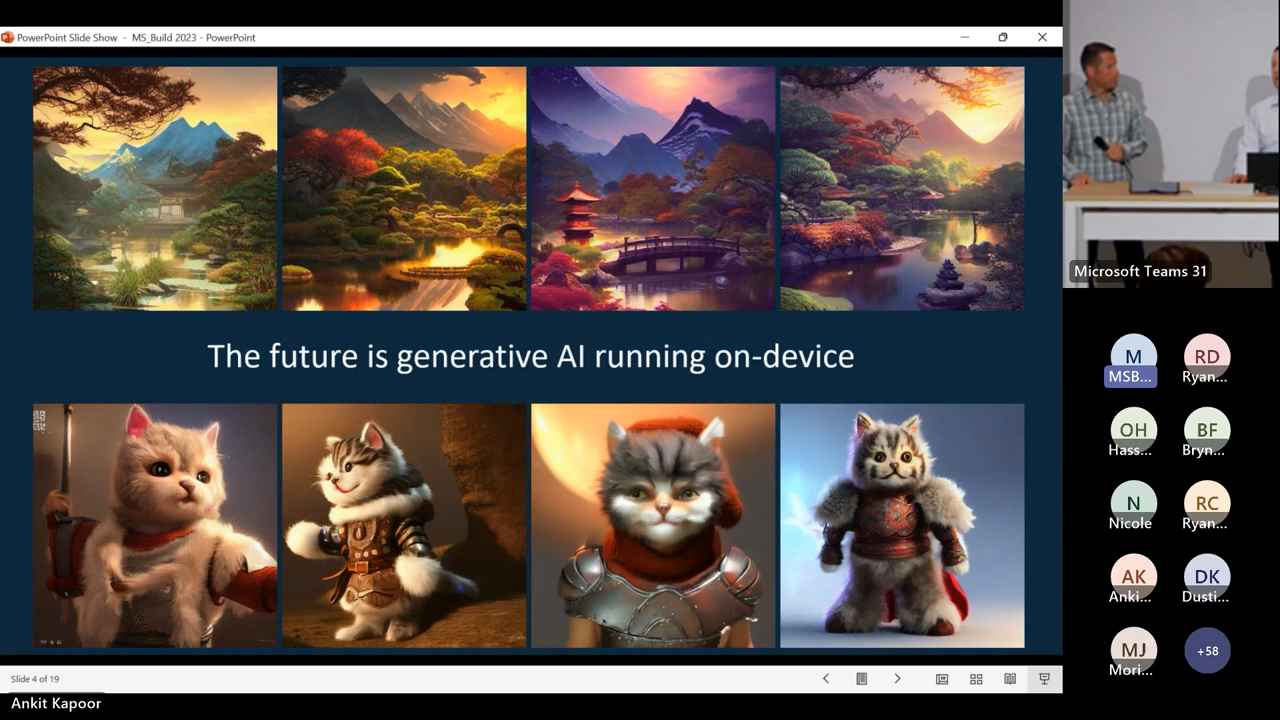 PowerPoint Slide Show - MS_Build 2023 - PowerPoint
The future is generative AI running on-device
Slide 4 of 19
Ankit Kapoor
Microsoft Teams 31
M
MSB...
RD
Ryan...
OH
Hass...
BF
Bryn...
N
Nicole
RC
Ryan...
AK
Anki...
DK
Dusti...
MJ
Mori...
+58